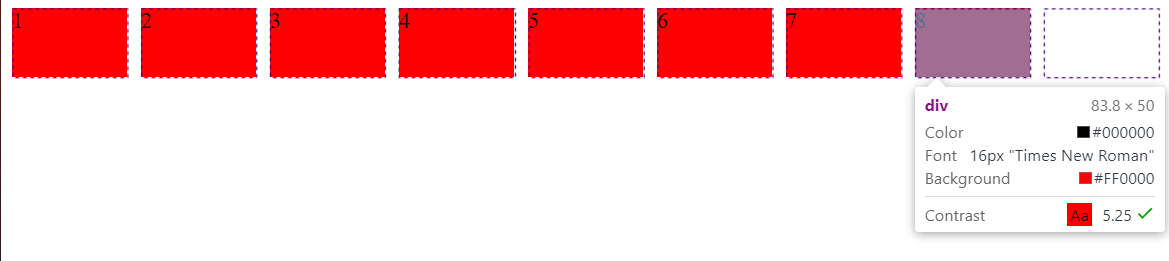 1 2 3 4 5 6 7 8
div 83.8 × 50
Color #000000
Font 16px "Times New Roman"
Background #FF0000
Contrast Aa 5.25